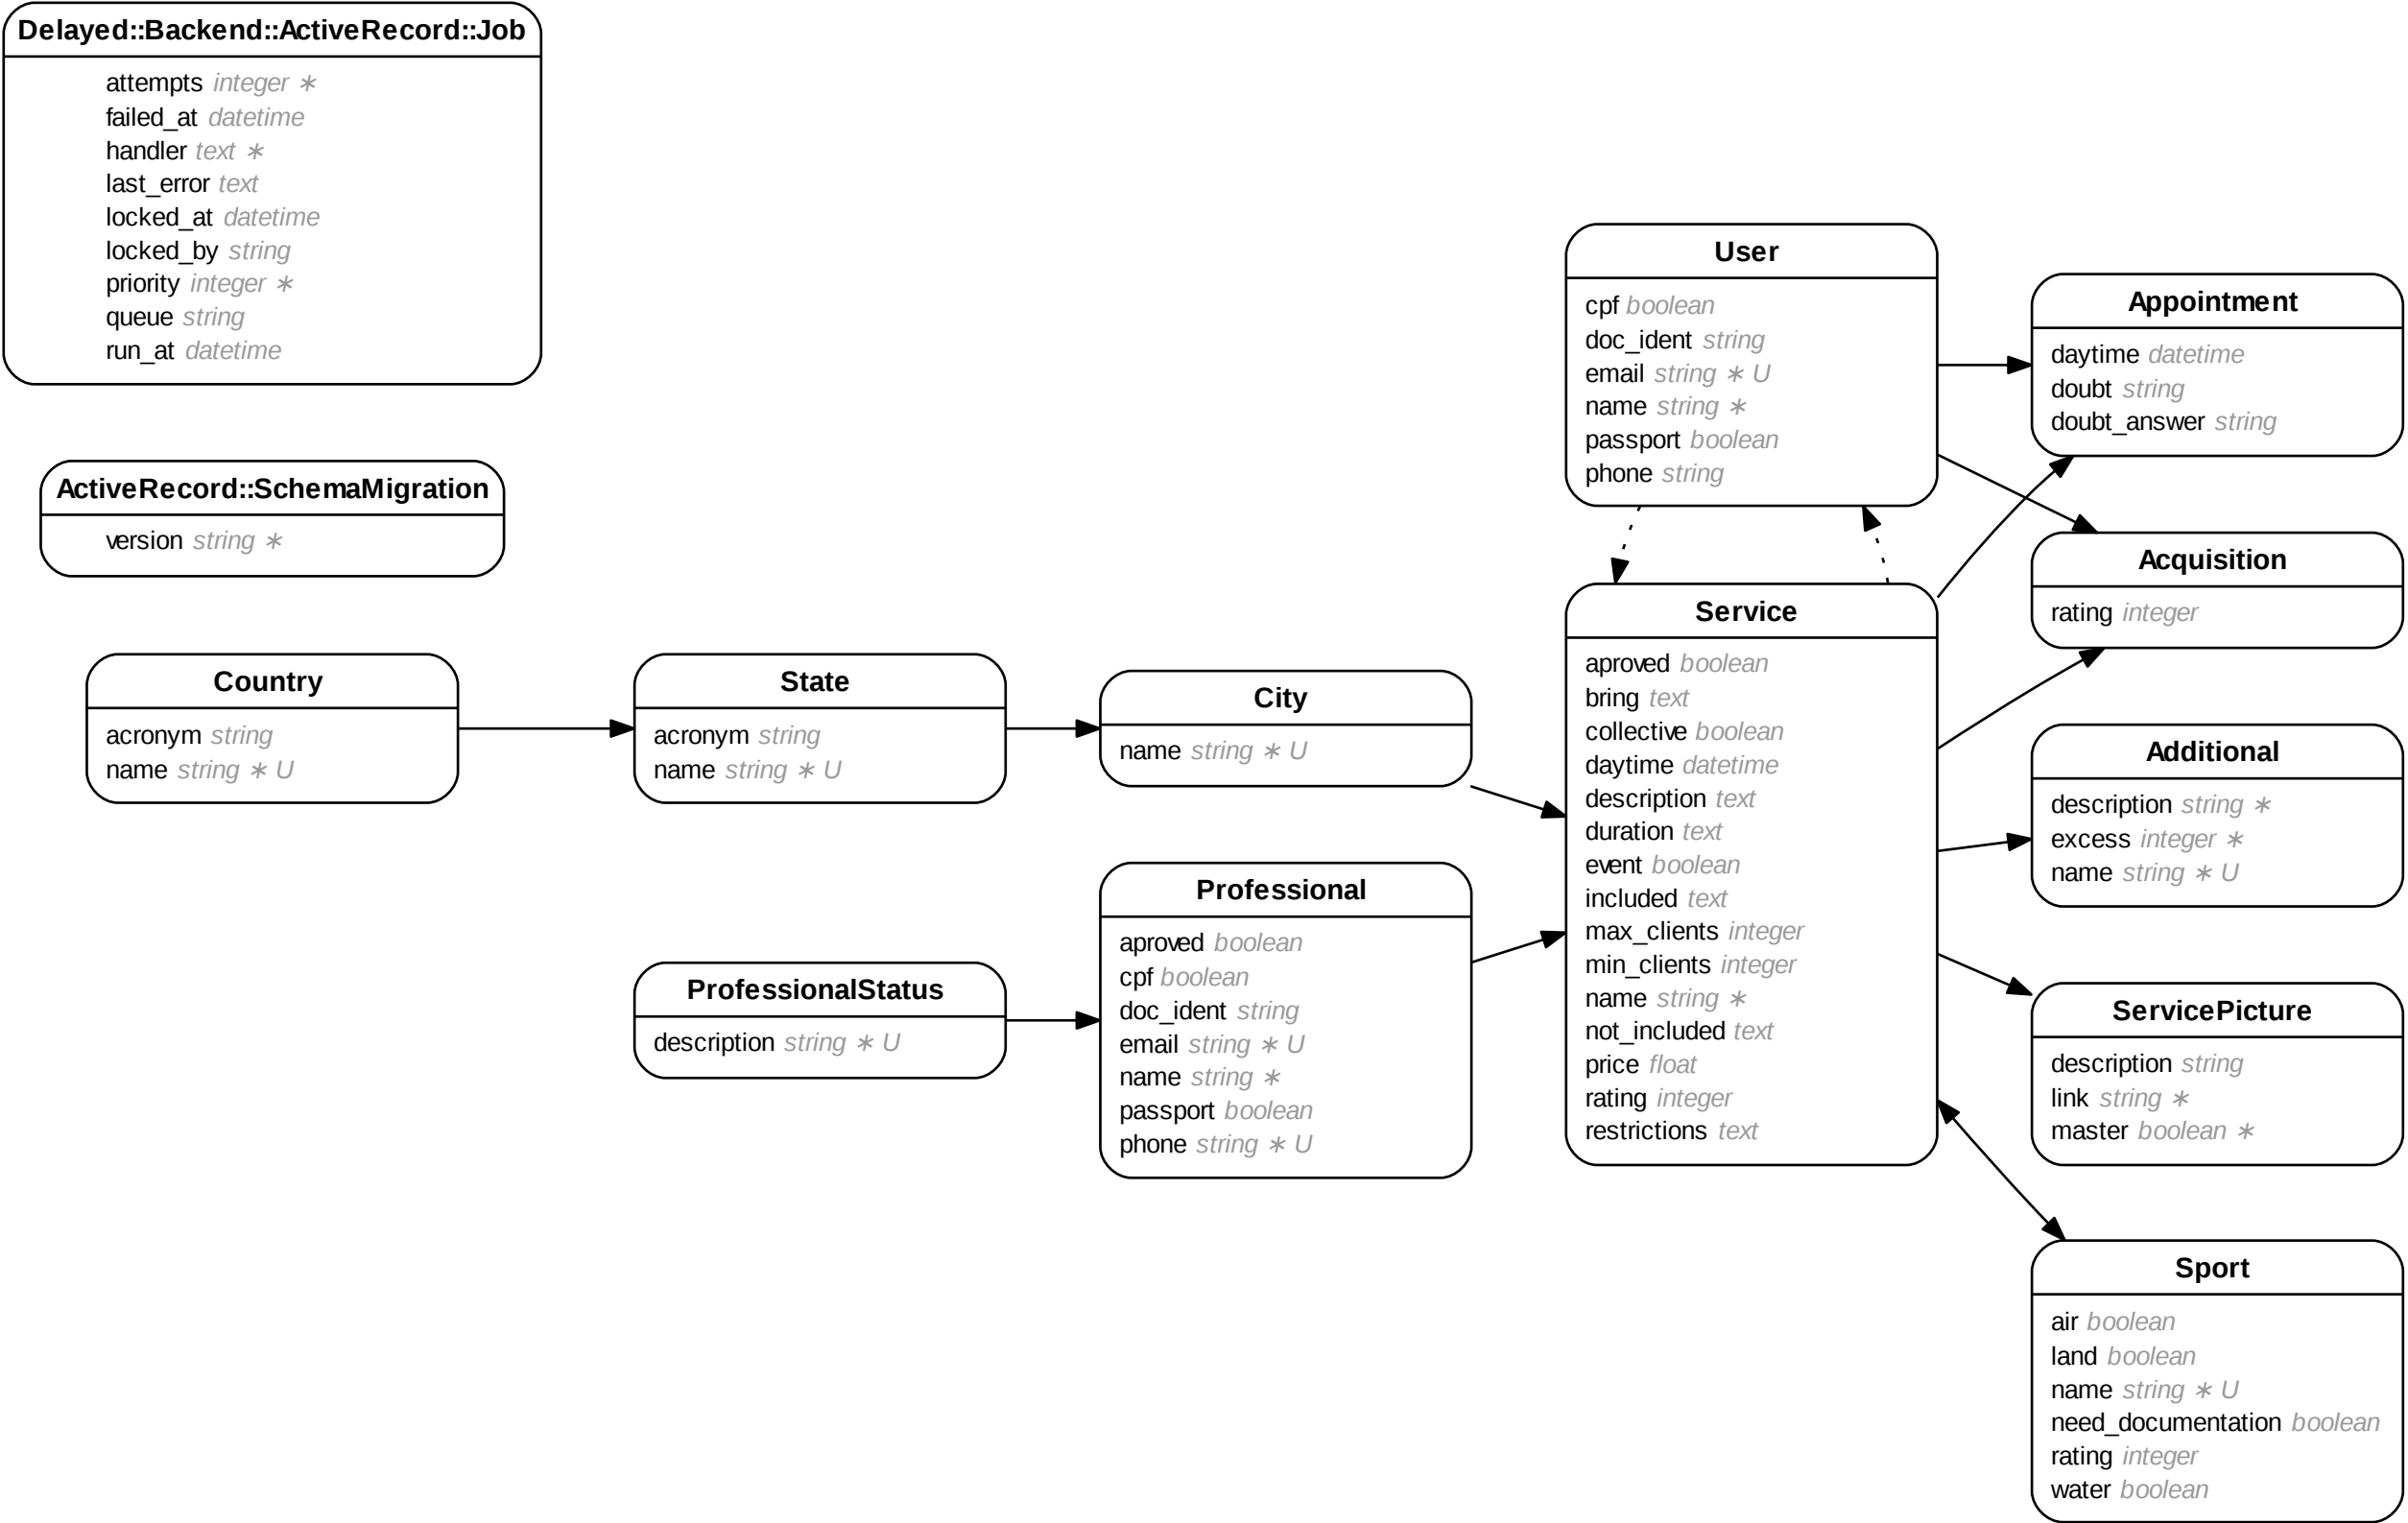 Delayed::Backend::ActiveRecord::Job
attempts integer ∗
failed_at datetime
handler text ∗
last_error text
locked_at datetime
locked_by string
priority integer ∗
queue string
run_at datetime
ActiveRecord::SchemaMigration
version string ∗
Country
acronym string
name string ∗ U
State
acronym string
name string ∗ U
City
name string ∗ U
ProfessionalStatus
description string ∗ U
Professional
aproved boolean
cpf boolean
doc_ident string
email string ∗ U
name string ∗
passport boolean
phone string ∗ U
User
cpf boolean
doc_ident string
email string ∗ U
name string ∗
passport boolean
phone string
Service
aproved boolean
bring text
collective boolean
daytime datetime
description text
duration text
event boolean
included text
max_clients integer
min_clients integer
name string ∗
not_included text
price float
rating integer
restrictions text
Appointment
daytime datetime
doubt string
doubt_answer string
Acquisition
rating integer
Additional
description string ∗
excess integer ∗
name string ∗ U
ServicePicture
description string
link string ∗
master boolean ∗
Sport
air boolean
land boolean
name string ∗ U
need_documentation boolean
rating integer
water boolean